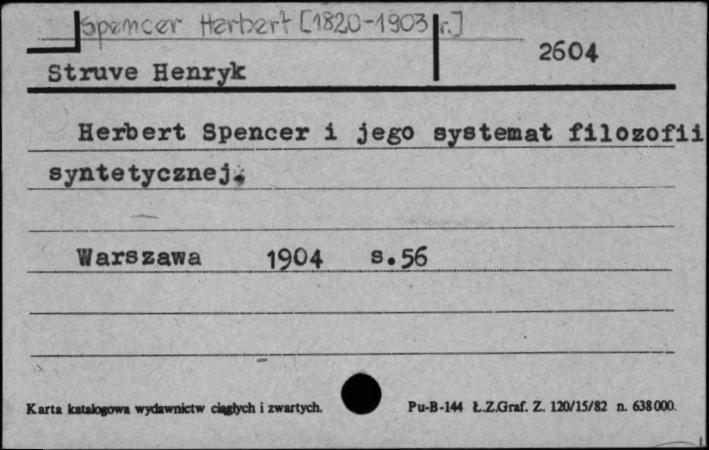 Spencer Herbert [1820-1903 r.]
2604
Struve Henryk
Herbert Spencer i jego systemat filozofii
syntetycznej.
Warszawa 1904 s.56
Karta katalogowa wydawnictw ciągłych i zwartych. Pu-B-144 Ł.Z.Graf. Z. 120/15/82 n. 638000.